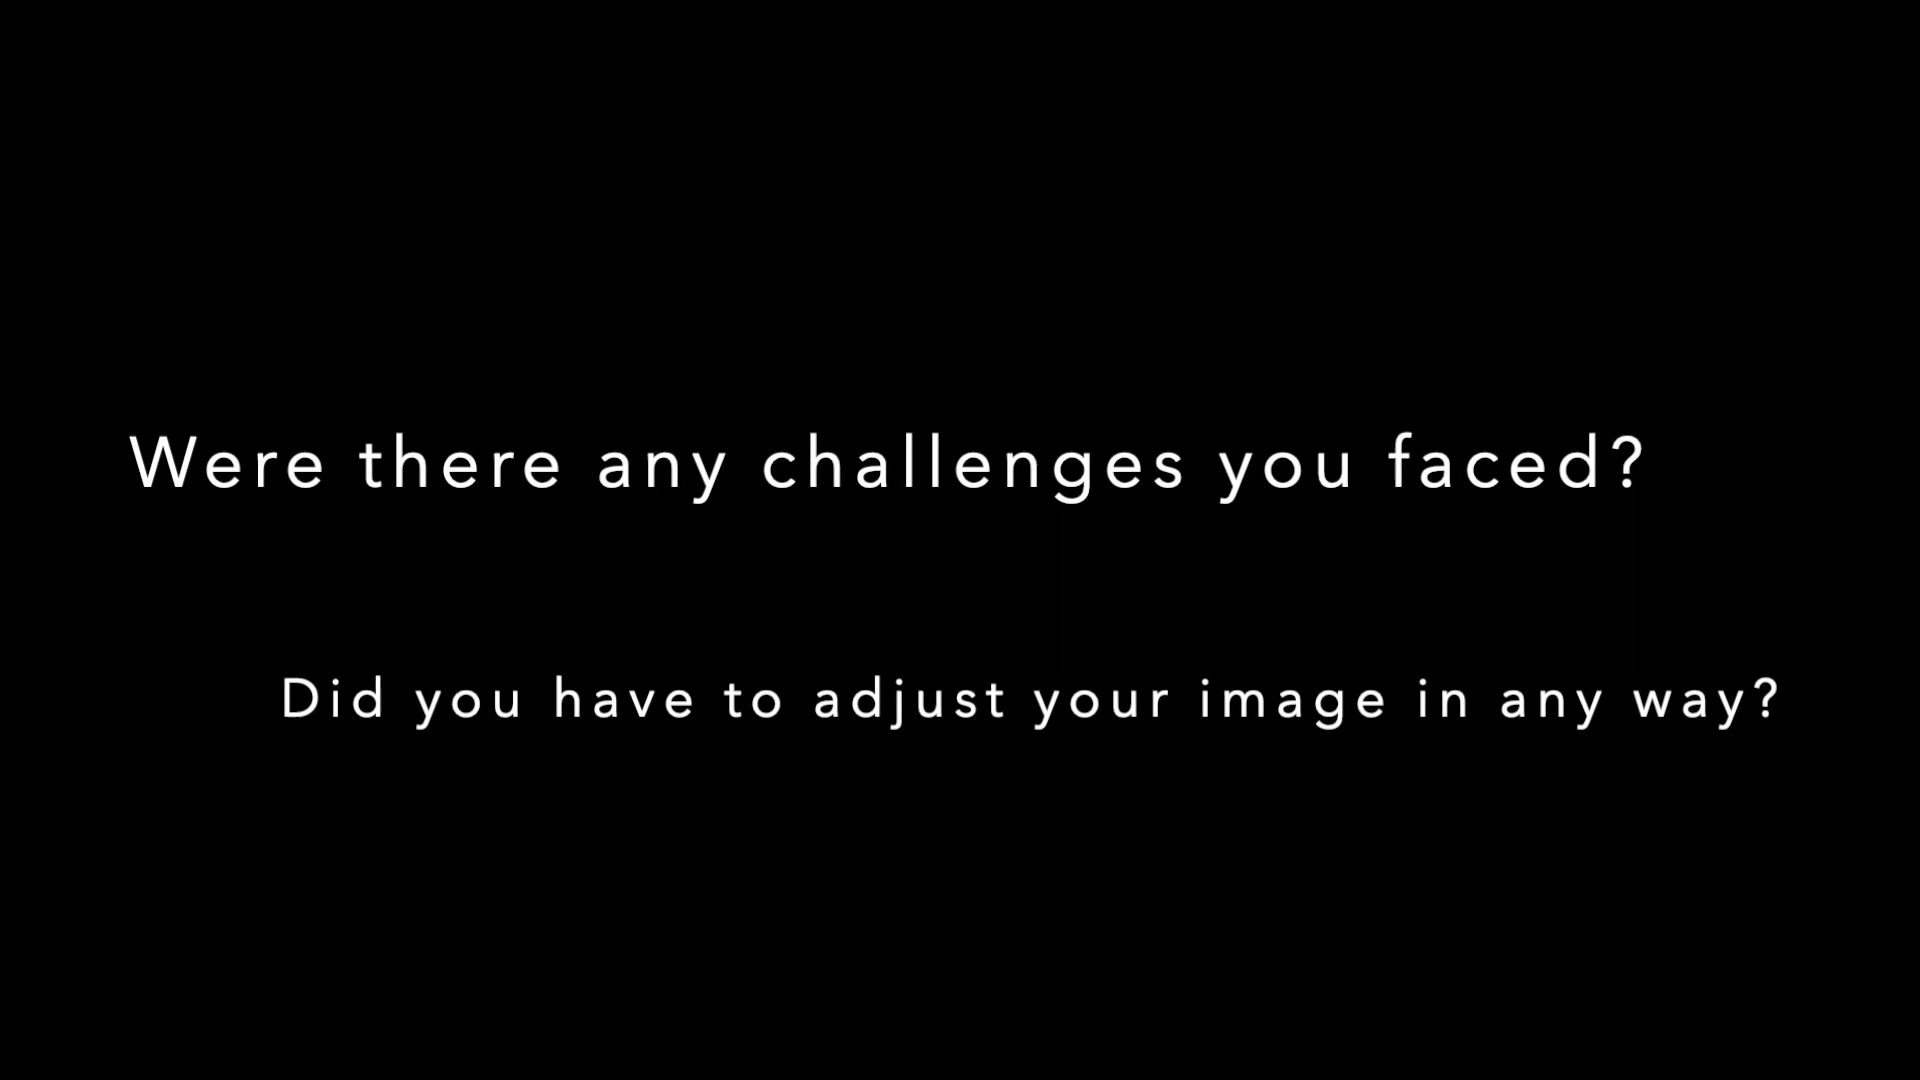 Were there any challenges you faced?
Did you have to adjust your image in any way?